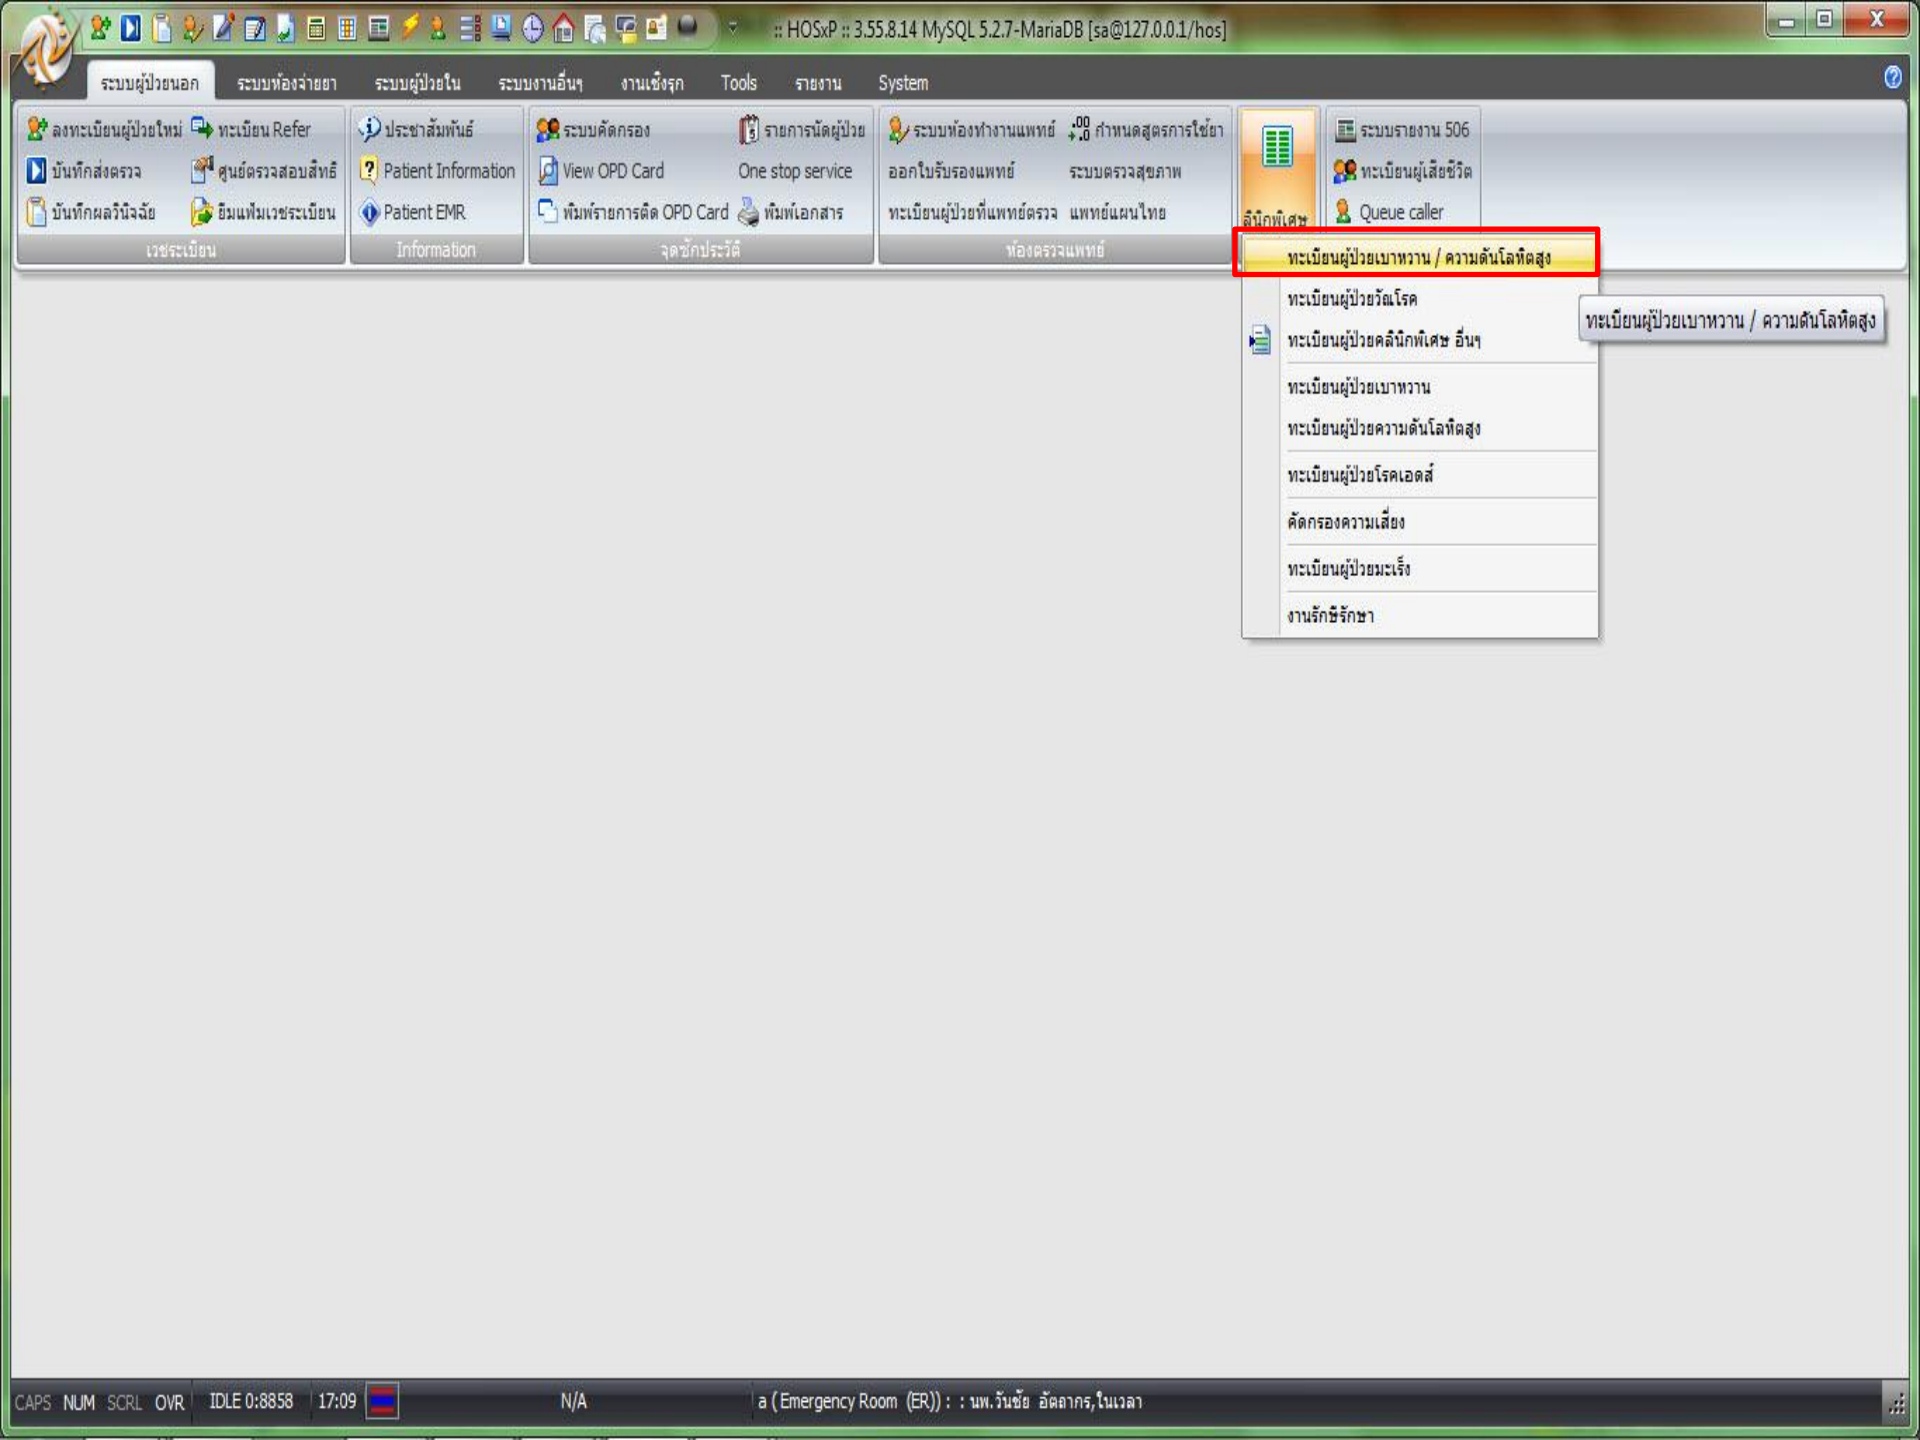 :: HOSxP :: 3.55.8.14 MySQL 5.2.7-MariaDB [sa@127.0.0.1/hos]
ระบบผู้ป่วยนอก ระบบห้องจ่ายยา ระบบผู้ป่วยใน ระบบงานอื่นๆ งานเชิงรุก Tools รายงาน System
ลงทะเบียนผู้ป่วยใหม่ ทะเบียน Refer ประชาสัมพันธ์ ระบบคัดกรอง รายการนัดผู้ป่วย ระบบห้องทำงานแพทย์ กำหนดสูตรการใช้ยา ระบบรายงาน 506
บันทึกส่งตรวจ ศูนย์ตรวจสอบสิทธิ์ Patient Information View OPD Card One stop service ออกใบรับรองแพทย์ ระบบตรวจสุขภาพ ทะเบียนผู้เสียชีวิต
บันทึกผลวินิจฉัย ยืมแฟ้มเวชระเบียน Patient EMR พิมพ์รายการติด OPD Card พิมพ์เอกสาร ทะเบียนผู้ป่วยที่แพทย์ตรวจ แพทย์แผนไทย ลินิกพิเศษ Queue caller
เวชระเบียน Information จุดซักประวัติ ห้องตรวจแพทย์
ทะเบียนผู้ป่วยเบาหวาน / ความดันโลหิตสูง
ทะเบียนผู้ป่วยวัณโรค
ทะเบียนผู้ป่วยเบาหวาน / ความดันโลหิตสูง
ทะเบียนผู้ป่วยคลินิกพิเศษ อื่นๆ
ทะเบียนผู้ป่วยเบาหวาน
ทะเบียนผู้ป่วยความดันโลหิตสูง
ทะเบียนผู้ป่วยโรคเอดส์
คัดกรองความเสี่ยง
ทะเบียนผู้ป่วยมะเร็ง
งานรักษีรักษา
CAPS NUM SCRL OVR IDLE 0:8858 17:09 N/A a ( Emergency Room (ER)) : : นพ.วันชัย อัตถากร,ในเวลา